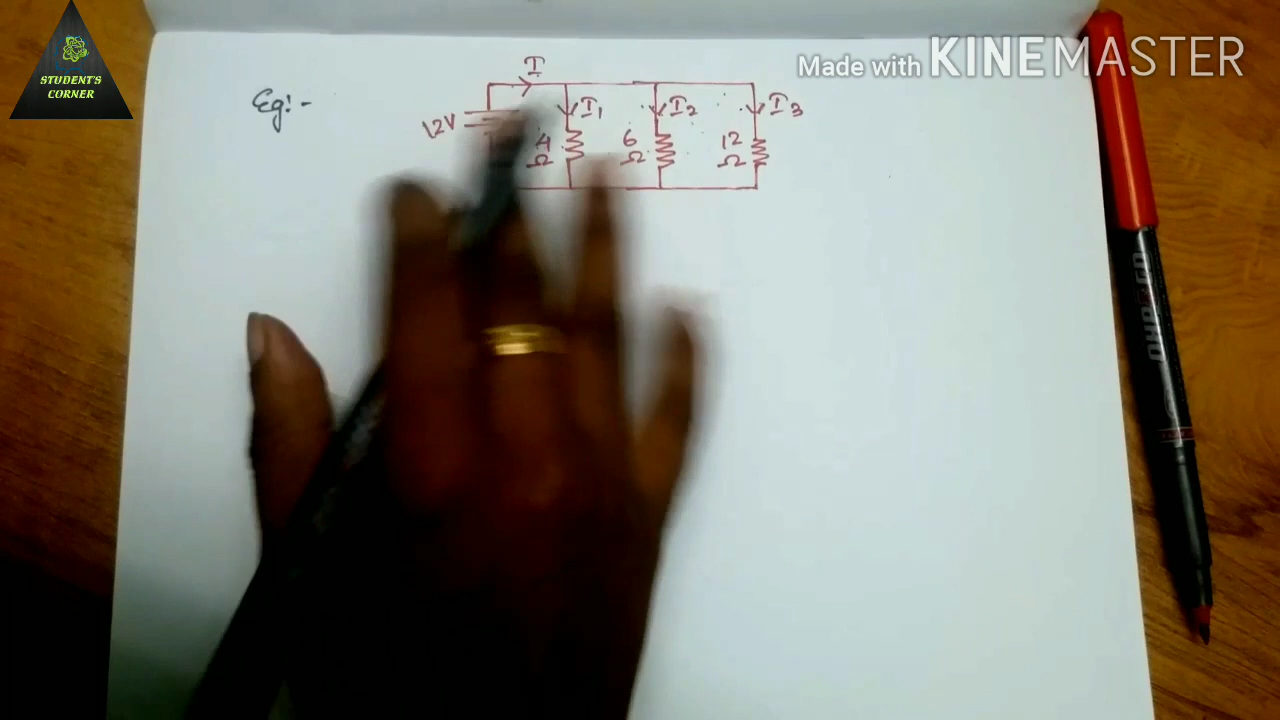 STUDENT'S
CORNER
Made with KINEMASTER
Eg:-
I
I1
I2
I3
12V
4
Ω
6
Ω
12
Ω